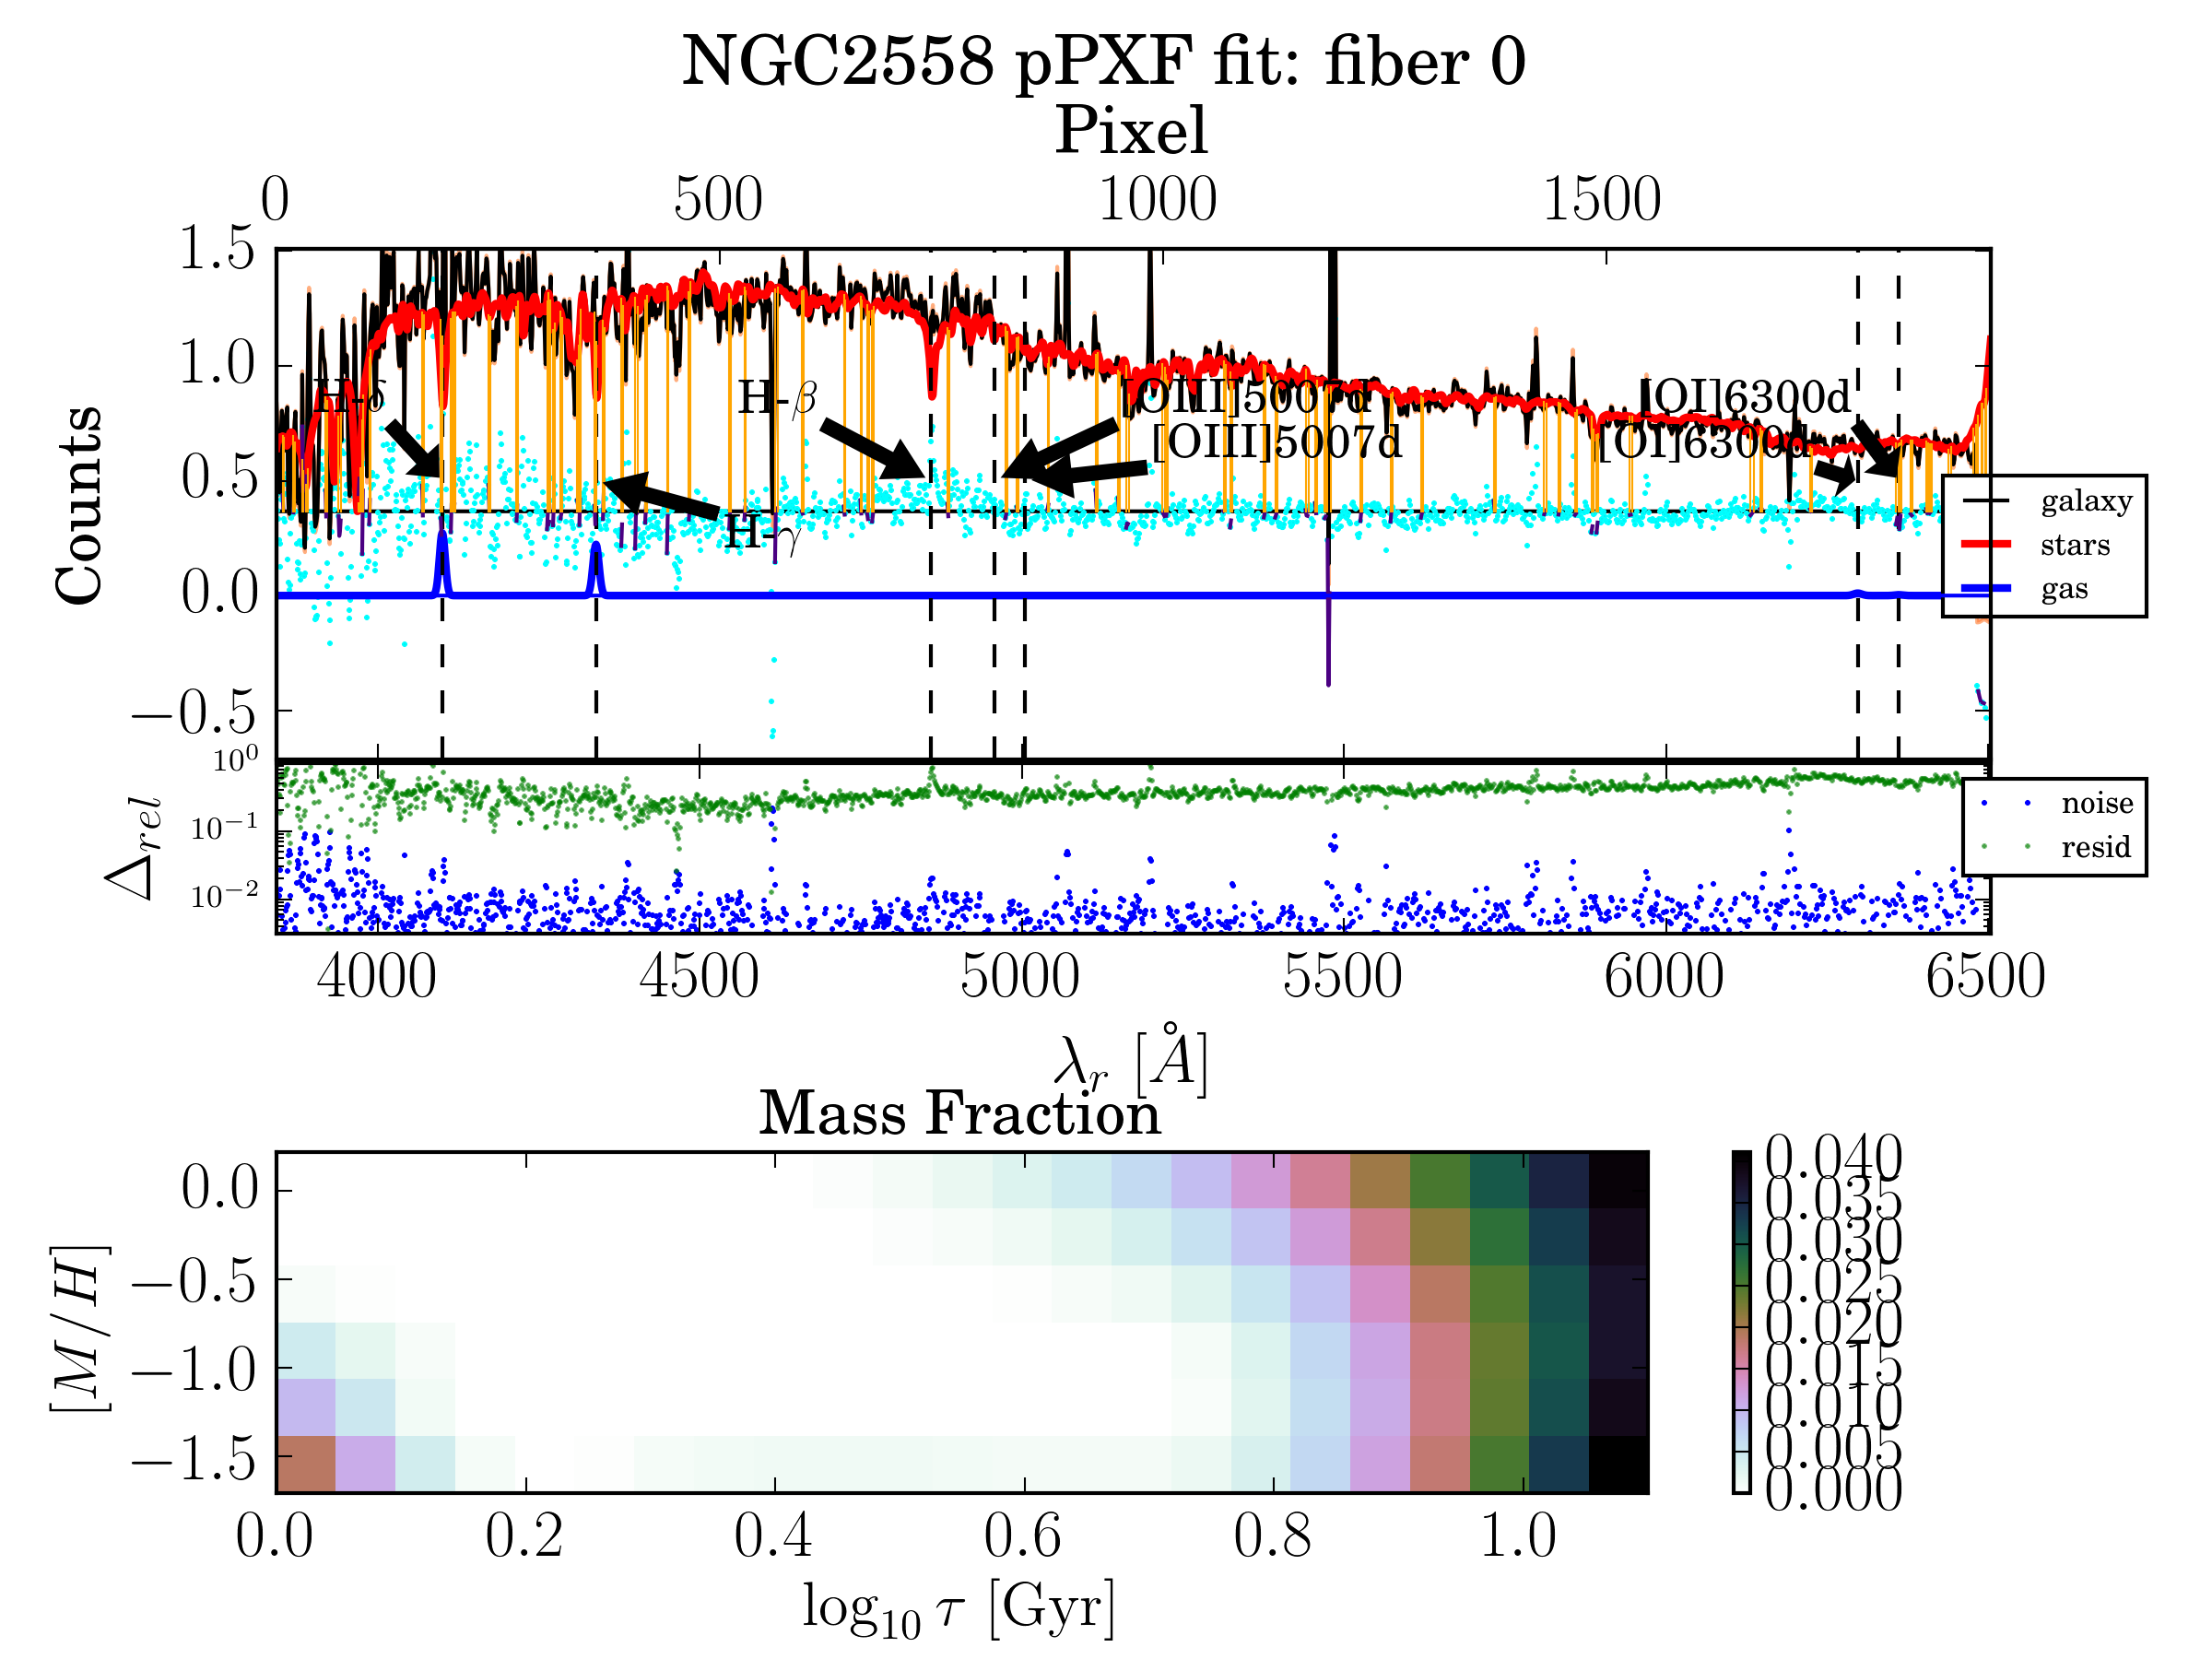 NGC2558 pPXF fit: fiber 0
Pixel
0 500 1000 1500
1.5
1.0
0.5
0.0
−0.5
Counts
H-δ
H-β
[OIII]5007d
[OI]6300d
[OIII]5007d
[OI]6300d
H-γ
galaxy
stars
gas
10⁰
10⁻¹
10⁻²
Δrel
noise
resid
4000 4500 5000 5500 6000 6500
λr [Å]
Mass Fraction
0.0
−0.5
−1.0
−1.5
[M/H]
0.040
0.035
0.030
0.025
0.020
0.015
0.010
0.005
0.000
0.0 0.2 0.4 0.6 0.8 1.0
log₁₀ τ [Gyr]